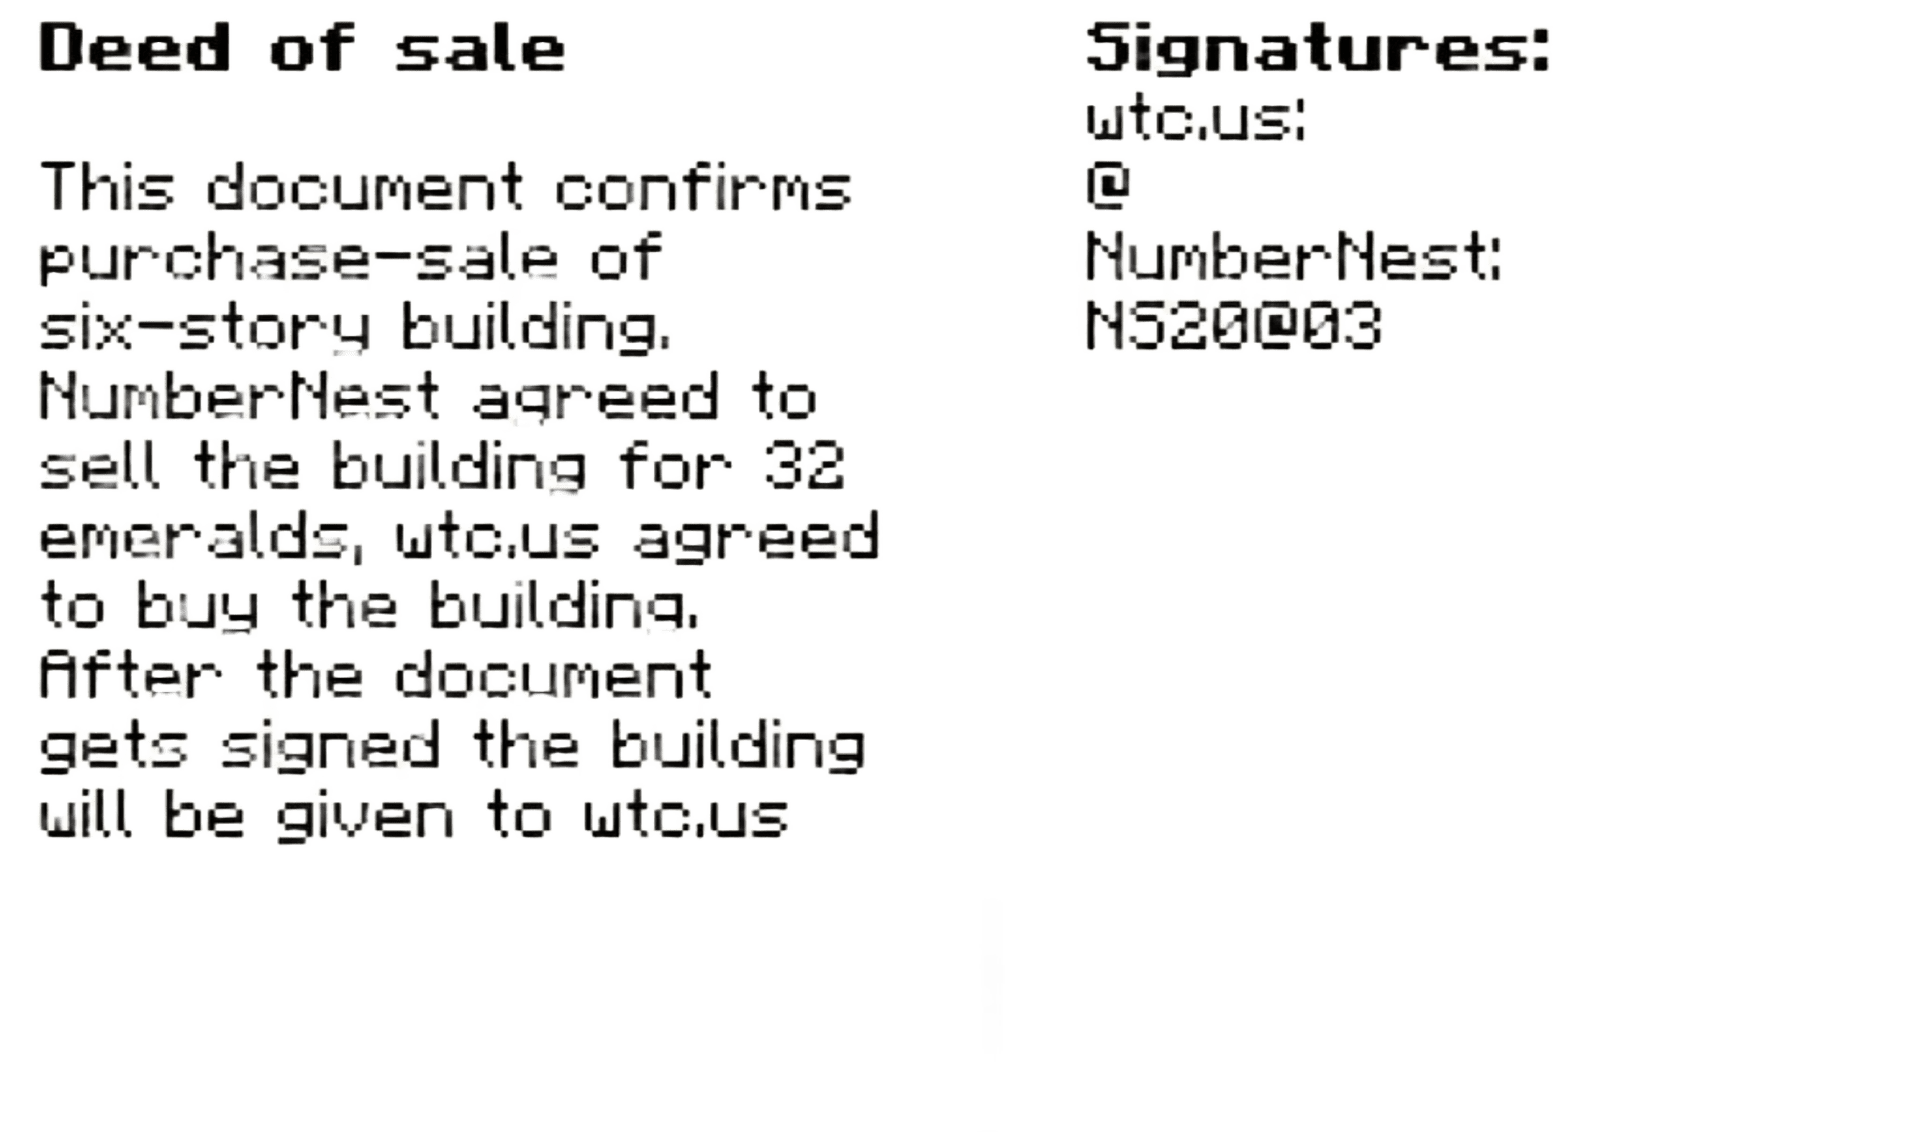 Deed of sale
This document confirms
purchase-sale of
six-story building.
NumberNest agreed to
sell the building for 32
emeralds, wtc.us agreed
to buy the building.
After the document
gets signed the building
will be given to wtc.us
Signatures:
wtc.us:
@
NumberNest:
NS20@03